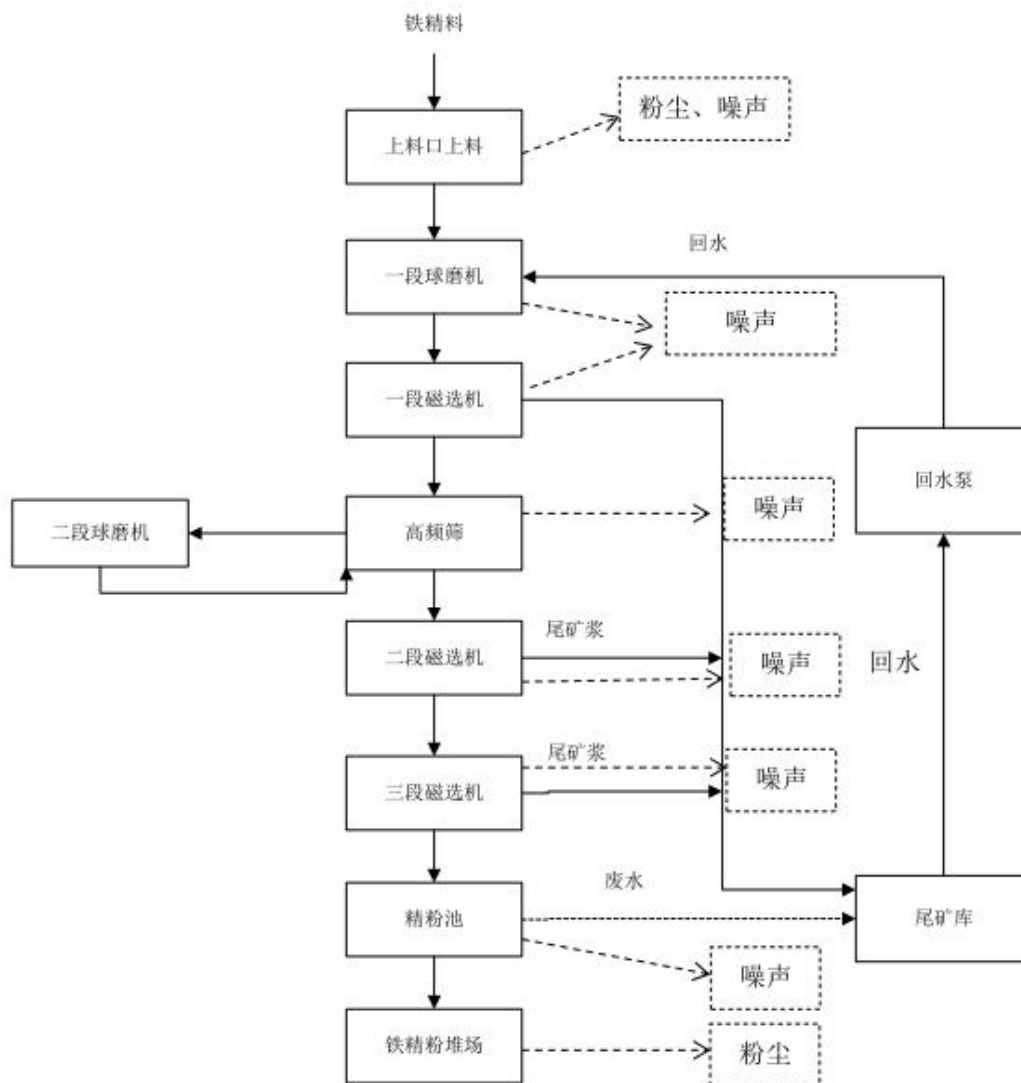 铁精料
粉尘、噪声
上料口上料
回水
一段球磨机
噪声
一段磁选机
回水泵
噪声
二段球磨机
高频筛
尾矿浆
二段磁选机
噪声
回水
尾矿浆
三段磁选机
噪声
废水
精粉池
尾矿库
噪声
铁精粉堆场
粉尘